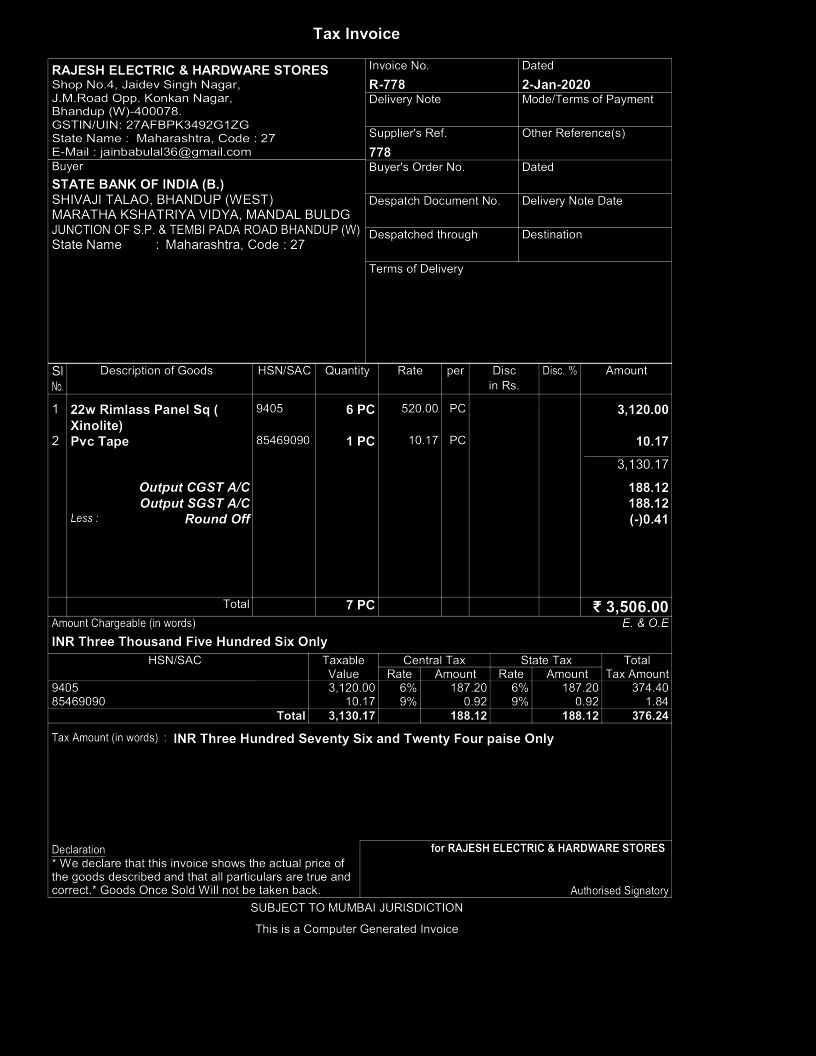 Tax Invoice
RAJESH ELECTRIC & HARDWARE STORES
Shop No.4, Jaidev Singh Nagar,
J.M.Road Opp. Konkan Nagar,
Bhandup (W)-400078.
GSTIN/UIN: 27AFBPK3492G1ZG
State Name : Maharashtra, Code : 27
E-Mail : jainbabulal36@gmail.com
Invoice No. Dated
R-778 2-Jan-2020
Delivery Note Mode/Terms of Payment
Supplier's Ref. Other Reference(s)
778
Buyer
STATE BANK OF INDIA (B.)
SHIVAJI TALAO, BHANDUP (WEST)
MARATHA KSHATRIYA VIDYA, MANDAL BULDG
JUNCTION OF S.P. & TEMBI PADA ROAD BHANDUP (W)
State Name : Maharashtra, Code : 27
Buyer's Order No. Dated
Despatch Document No. Delivery Note Date
Despatched through Destination
Terms of Delivery
Sl Description of Goods HSN/SAC Quantity Rate per Disc Disc. % Amount
No. in Rs.
1 22w Rimlass Panel Sq ( 9405 6 PC 520.00 PC 3,120.00
Xinolite)
2 Pvc Tape 85469090 1 PC 10.17 PC 10.17
3,130.17
Output CGST A/C 188.12
Output SGST A/C 188.12
Less : Round Off (-)0.41
Total 7 PC ₹ 3,506.00
Amount Chargeable (in words) E. & O.E
INR Three Thousand Five Hundred Six Only
HSN/SAC Taxable Central Tax State Tax Total
Value Rate Amount Rate Amount Tax Amount
9405 3,120.00 6% 187.20 6% 187.20 374.40
85469090 10.17 9% 0.92 9% 0.92 1.84
Total 3,130.17 188.12 188.12 376.24
Tax Amount (in words) : INR Three Hundred Seventy Six and Twenty Four paise Only
Declaration
* We declare that this invoice shows the actual price of
the goods described and that all particulars are true and
correct.* Goods Once Sold Will not be taken back.
for RAJESH ELECTRIC & HARDWARE STORES
Authorised Signatory
SUBJECT TO MUMBAI JURISDICTION
This is a Computer Generated Invoice